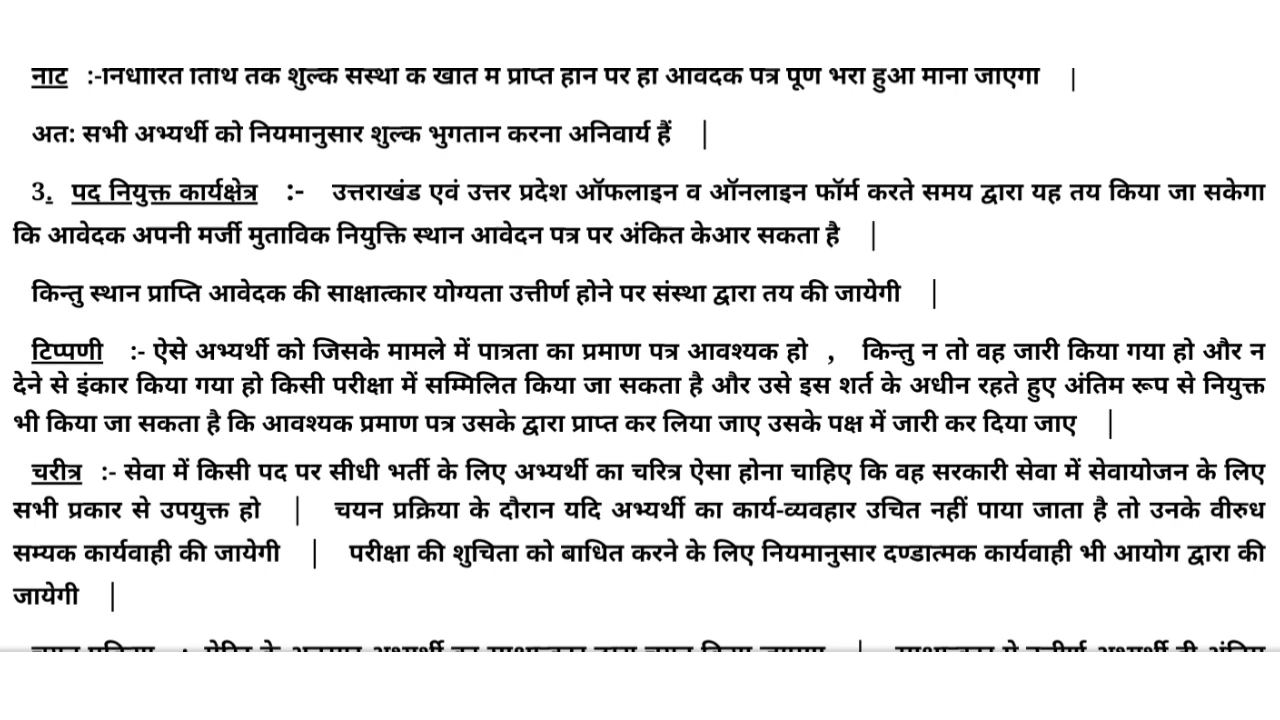 नोट :-निर्धारित तिथि तक शुल्क संस्था के खाते में प्राप्त होने पर ही आवेदक पत्र पूर्ण भरा हुआ माना जाएगा |
अत: सभी अभ्यर्थी को नियमानुसार शुल्क भुगतान करना अनिवार्य हैं |
3. पद नियुक्त कार्यक्षेत्र :- उत्तराखंड एवं उत्तर प्रदेश ऑफलाइन व ऑनलाइन फॉर्म करते समय द्वारा यह तय किया जा सकेगा
कि आवेदक अपनी मर्जी मुताविक नियुक्ति स्थान आवेदन पत्र पर अंकित केआर सकता है |
किन्तु स्थान प्राप्ति आवेदक की साक्षात्कार योग्यता उत्तीर्ण होने पर संस्था द्वारा तय की जायेगी |
टिप्पणी :- ऐसे अभ्यर्थी को जिसके मामले में पात्रता का प्रमाण पत्र आवश्यक हो , किन्तु न तो वह जारी किया गया हो और न
देने से इंकार किया गया हो किसी परीक्षा में सम्मिलित किया जा सकता है और उसे इस शर्त के अधीन रहते हुए अंतिम रूप से नियुक्त
भी किया जा सकता है कि आवश्यक प्रमाण पत्र उसके द्वारा प्राप्त कर लिया जाए उसके पक्ष में जारी कर दिया जाए |
चरीत्र :- सेवा में किसी पद पर सीधी भर्ती के लिए अभ्यर्थी का चरित्र ऐसा होना चाहिए कि वह सरकारी सेवा में सेवायोजन के लिए
सभी प्रकार से उपयुक्त हो | चयन प्रक्रिया के दौरान यदि अभ्यर्थी का कार्य-व्यवहार उचित नहीं पाया जाता है तो उनके वीरुध
सम्यक कार्यवाही की जायेगी | परीक्षा की शुचिता को बाधित करने के लिए नियमानुसार दण्डात्मक कार्यवाही भी आयोग द्वारा की
जायेगी |